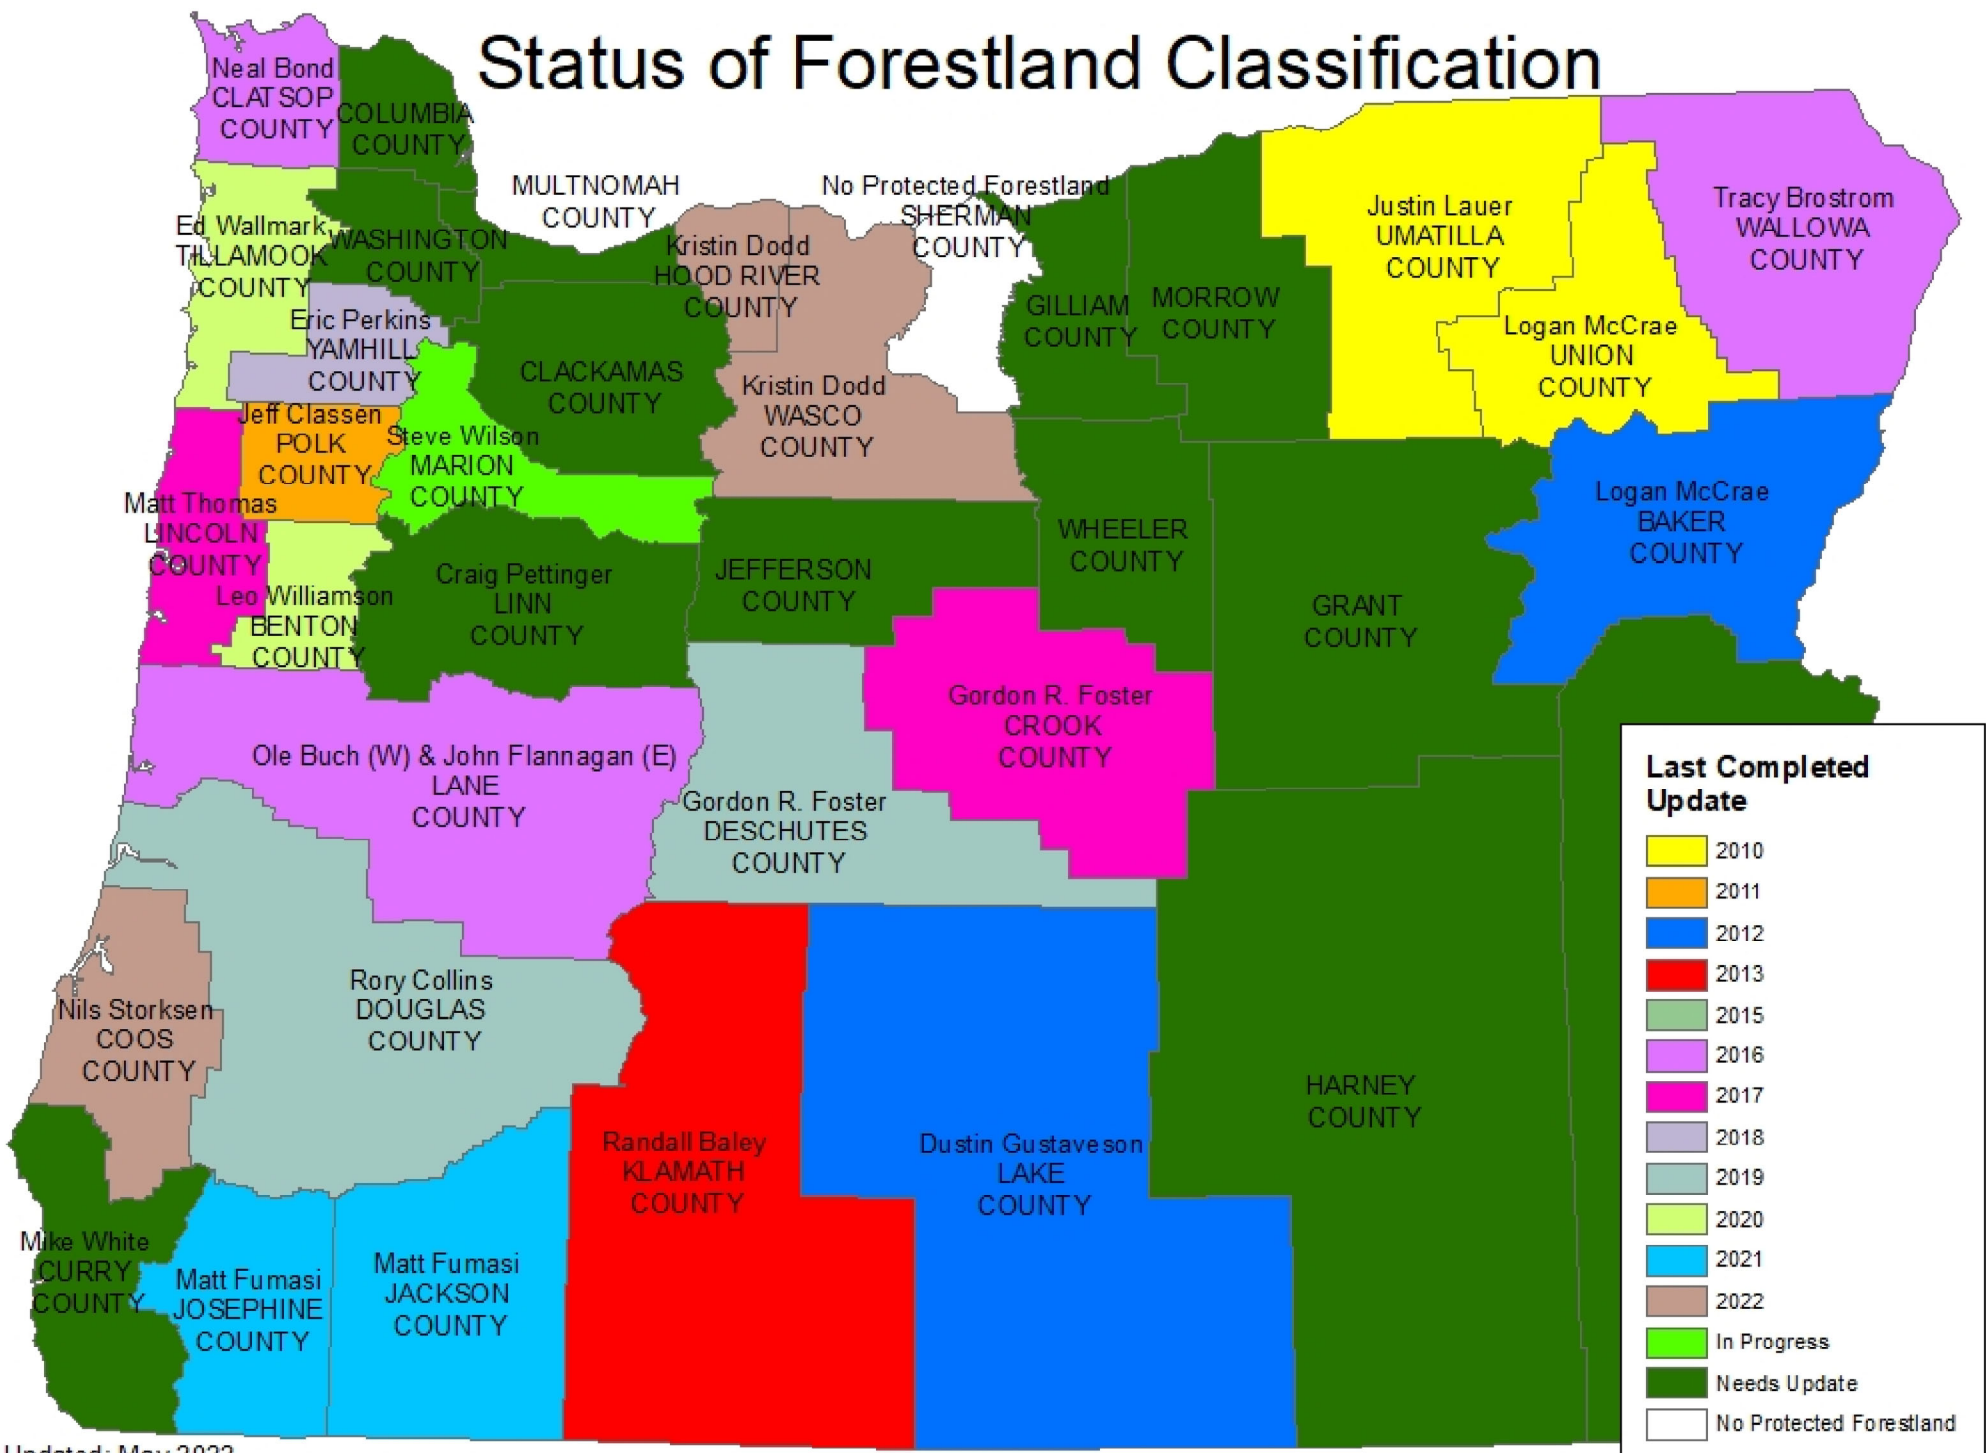 Status of Forestland Classification
Neal Bond
CLATSOP
COUNTY
COLUMBIA
COUNTY
MULTNOMAH
COUNTY
No Protected Forestland
SHERMAN
COUNTY
Ed Wallmark
TILLAMOOK
COUNTY
WASHINGTON
COUNTY
Kristin Dodd
HOOD RIVER
COUNTY
GILLIAM
COUNTY
MORROW
COUNTY
Justin Lauer
UMATILLA
COUNTY
Tracy Brostrom
WALLOWA
COUNTY
Eric Perkins
YAMHILL
COUNTY
CLACKAMAS
COUNTY
Kristin Dodd
WASCO
COUNTY
Logan McCrae
UNION
COUNTY
Jeff Classen
POLK
COUNTY
Steve Wilson
MARION
COUNTY
Matt Thomas
LINCOLN
COUNTY
Leo Williamson
BENTON
COUNTY
Craig Pettinger
LINN
COUNTY
JEFFERSON
COUNTY
WHEELER
COUNTY
GRANT
COUNTY
Logan McCrae
BAKER
COUNTY
Ole Buch (W) & John Flannagan (E)
LANE
COUNTY
Gordon R. Foster
DESCHUTES
COUNTY
Gordon R. Foster
CROOK
COUNTY
Nils Storksen
COOS
COUNTY
Rory Collins
DOUGLAS
COUNTY
Mike White
CURRY
COUNTY
Matt Fumasi
JOSEPHINE
COUNTY
Matt Fumasi
JACKSON
COUNTY
Randall Baley
KLAMATH
COUNTY
Dustin Gustaveson
LAKE
COUNTY
HARNEY
COUNTY
Last Completed
Update
2010
2011
2012
2013
2015
2016
2017
2018
2019
2020
2021
2022
In Progress
Needs Update
No Protected Forestland
Updated: May